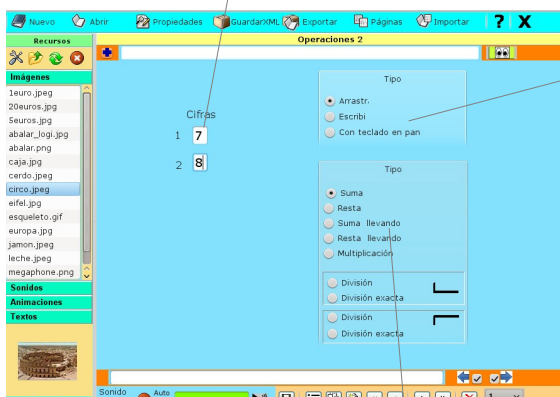 Nuevo Abrir Propiedades GuardarXML Exportar Páginas Importar ? X
Recursos
Operaciones 2
Imágenes
1euro.jpeg
20euros.jpg
5euros.jpg
abalar_logi.jpg
abalar.png
caja.jpg
cerdo.jpeg
circo.jpeg
eifel.jpg
esqueleto.gif
europa.jpg
jamon.jpeg
leche.jpeg
megaphone.png
Sonidos
Animaciones
Textos
Cifras
1 7
2 8
Tipo
Arrastr
Escribi
Con teclado en pan
Tipo
Suma
Resta
Suma llevando
Resta llevando
Multiplicación
División
División exacta
División
División exacta
Sonido Auto 1